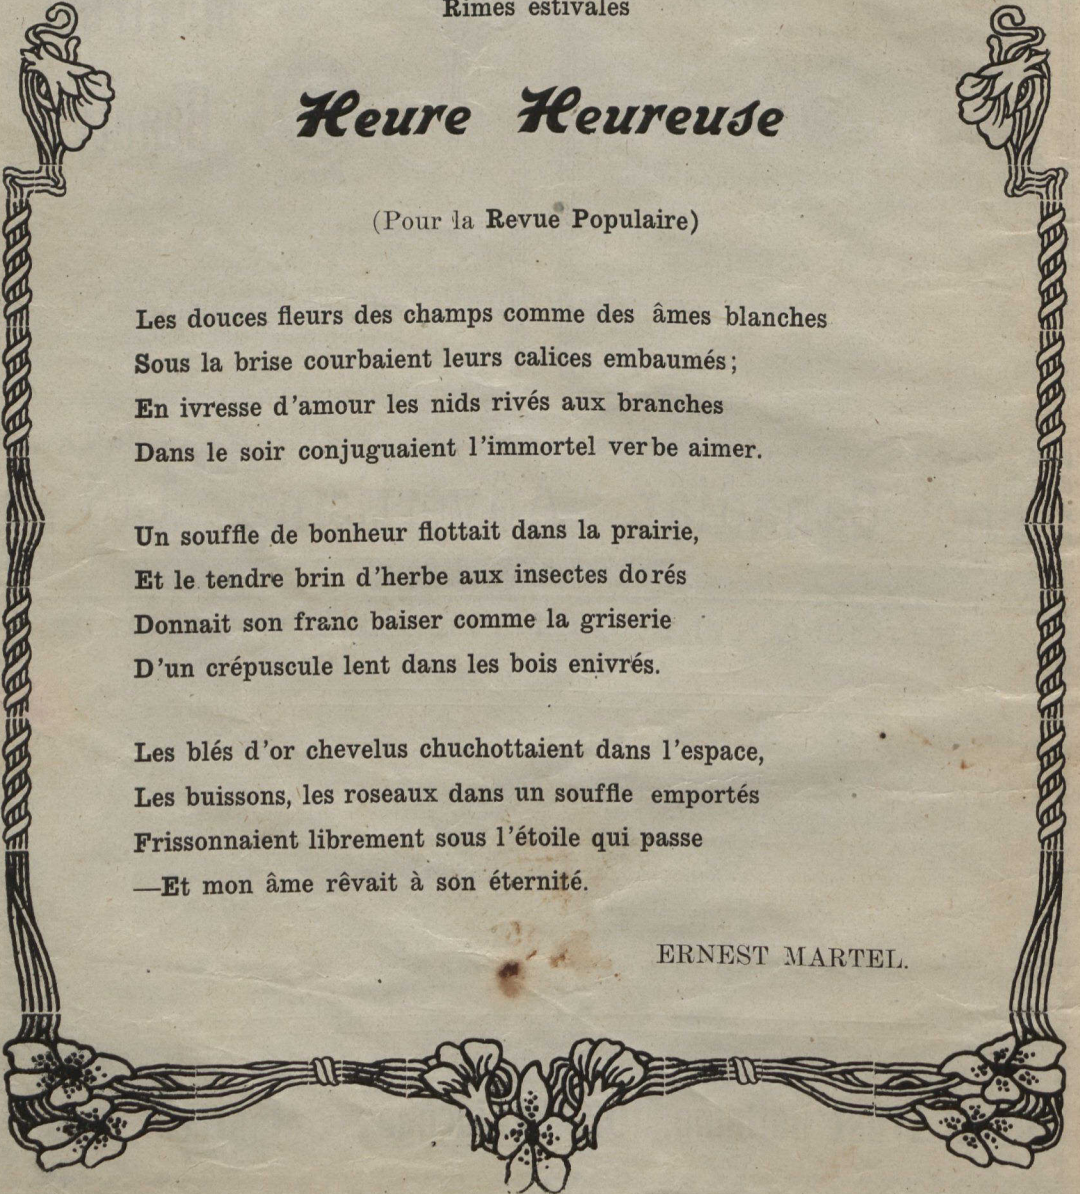 Rimes estivales
Heure Heureuse
(Pour la Revue Populaire)
Les douces fleurs des champs comme des âmes blanches
Sous la brise courbaient leurs calices embaumés;
En ivresse d'amour les nids rivés aux branches
Dans le soir conjuguaient l'immortel verbe aimer.
Un souffle de bonheur flottait dans la prairie,
Et le tendre brin d'herbe aux insectes dorés
Donnait son franc baiser comme la griserie
D'un crépuscule lent dans les bois enivrés.
Les blés d'or chevelus chuchottaient dans l'espace,
Les buissons, les roseaux dans un souffle emportés
Frissonnaient librement sous l'étoile qui passe
—Et mon âme rêvait à son éternité.
ERNEST MARTEL.